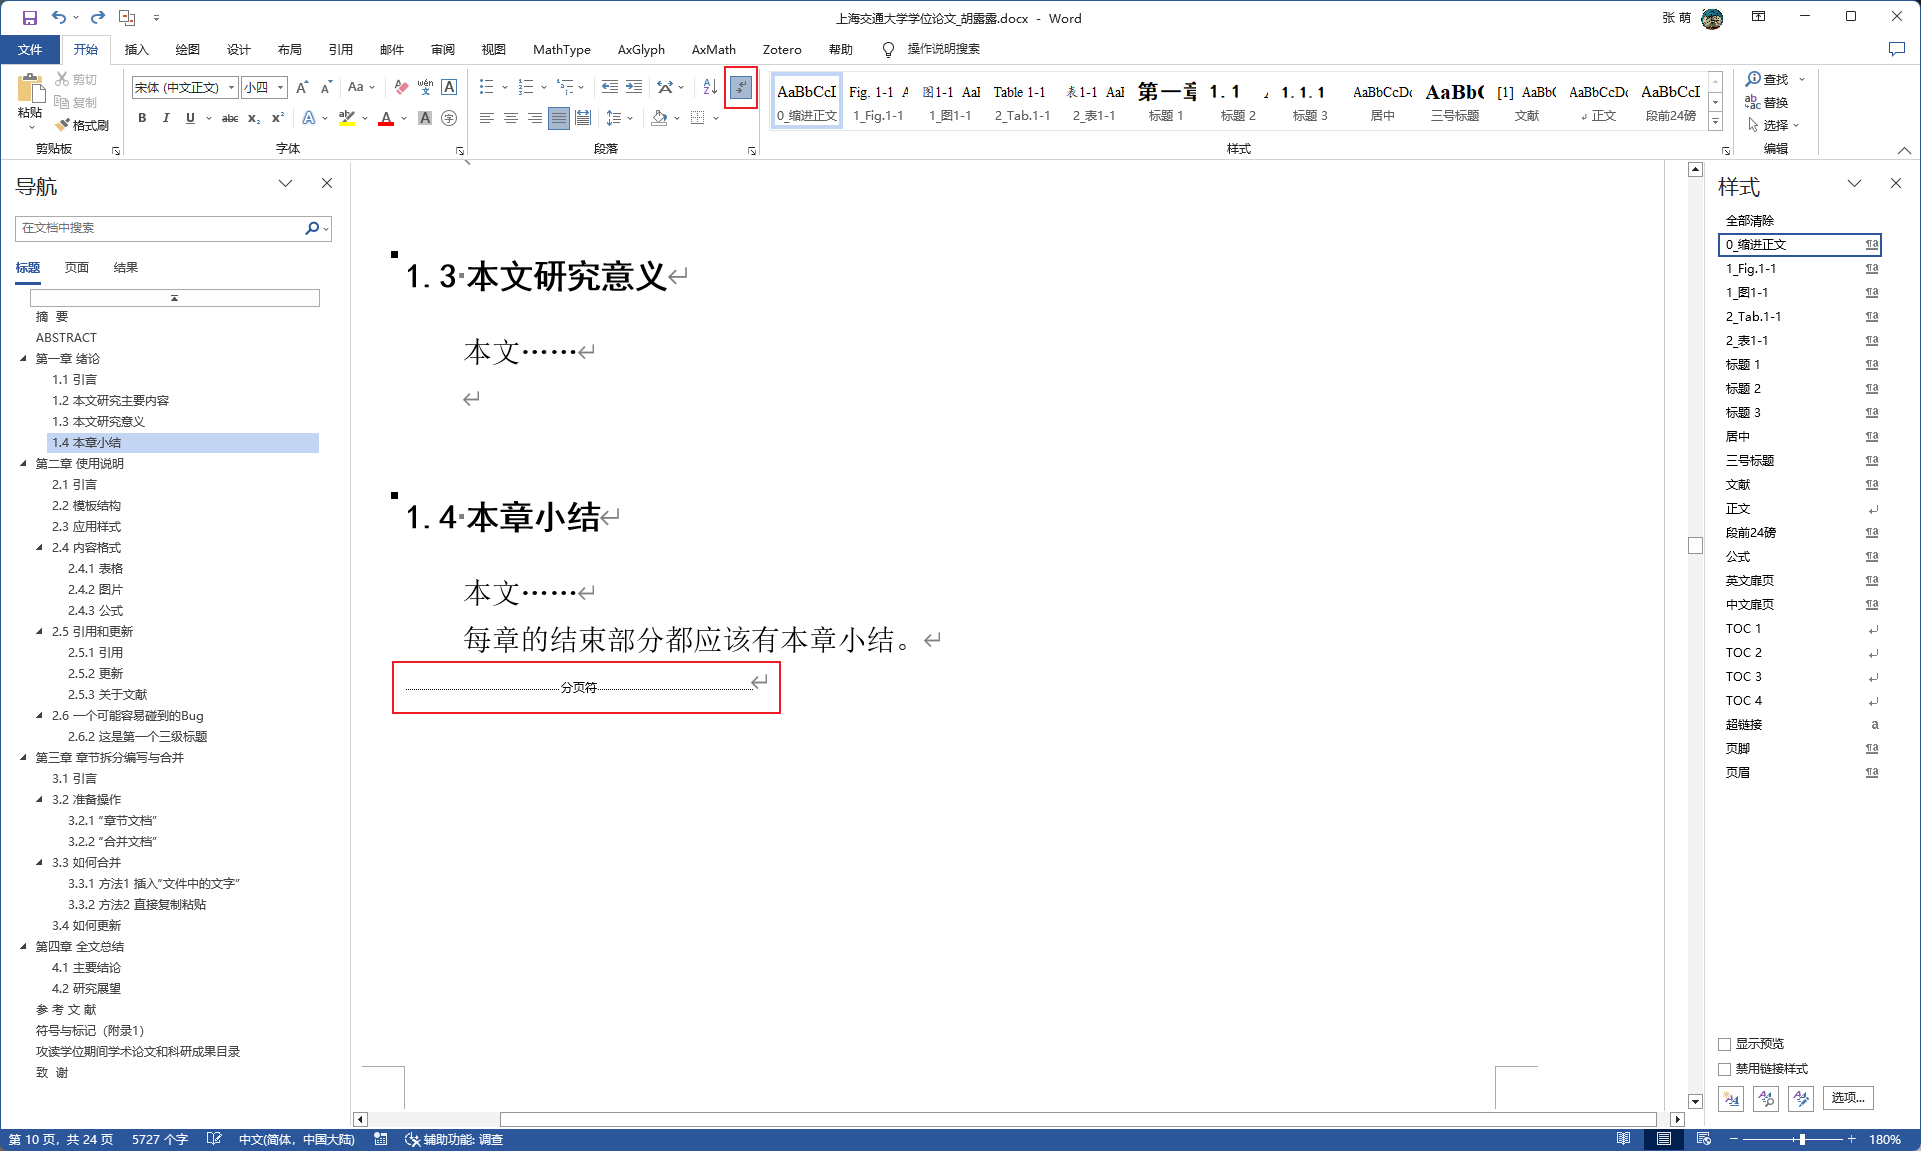 上海交通大学学位论文_胡露露.docx - Word
张 萌
文件 开始 插入 绘图 设计 布局 引用 邮件 审阅 视图 MathType AxGlyph AxMath Zotero 帮助 操作说明搜索
粘贴
剪切
复制
格式刷
剪贴板
宋体 (中文正文) 小四
Aa
wén 文 A
B I U abc x₂ x² A ab A A 字
字体
段落
AaBbCcI 0_缩进正文
Fig. 1-1 A 1_Fig.1-1
图1-1 AaI 1_图1-1
Table 1-1 2_Tab.1-1
表1-1 AaI 2_表1-1
第一章 标题 1
1. 1 标题 2
1. 1. 1 标题 3
AaBbCcDc 居中
AaBb( 三号标题
[1] AaBb( 文献
AaBbCcDc ↲ 正文
AaBbCcI 段前24磅
样式
查找
替换
选择
编辑
导航
在文档中搜索
标题 页面 结果
摘 要
ABSTRACT
第一章 绪论
1.1 引言
1.2 本文研究主要内容
1.3 本文研究意义
1.4 本章小结
第二章 使用说明
2.1 引言
2.2 模板结构
2.3 应用样式
2.4 内容格式
2.4.1 表格
2.4.2 图片
2.4.3 公式
2.5 引用和更新
2.5.1 引用
2.5.2 更新
2.5.3 关于文献
2.6 一个可能容易碰到的Bug
2.6.2 这是第一个三级标题
第三章 章节拆分编写与合并
3.1 引言
3.2 准备操作
3.2.1 “章节文档”
3.2.2 “合并文档”
3.3 如何合并
3.3.1 方法1 插入“文件中的文字”
3.3.2 方法2 直接复制粘贴
3.4 如何更新
第四章 全文总结
4.1 主要结论
4.2 研究展望
参 考 文 献
符号与标记（附录1）
攻读学位期间学术论文和科研成果目录
致 谢
1.3·本文研究意义↵
本文……↵
↵
1.4·本章小结↵
本文……↵
每章的结束部分都应该有本章小结。↵
分页符↵
样式
全部清除
0_缩进正文
1_Fig.1-1
1_图1-1
2_Tab.1-1
2_表1-1
标题 1
标题 2
标题 3
居中
三号标题
文献
正文
段前24磅
公式
英文扉页
中文扉页
TOC 1
TOC 2
TOC 3
TOC 4
超链接 a
页脚
页眉
显示预览
禁用链接样式
选项...
第 10 页，共 24 页 5727 个字 中文(简体，中国大陆) 辅助功能: 调查 180%